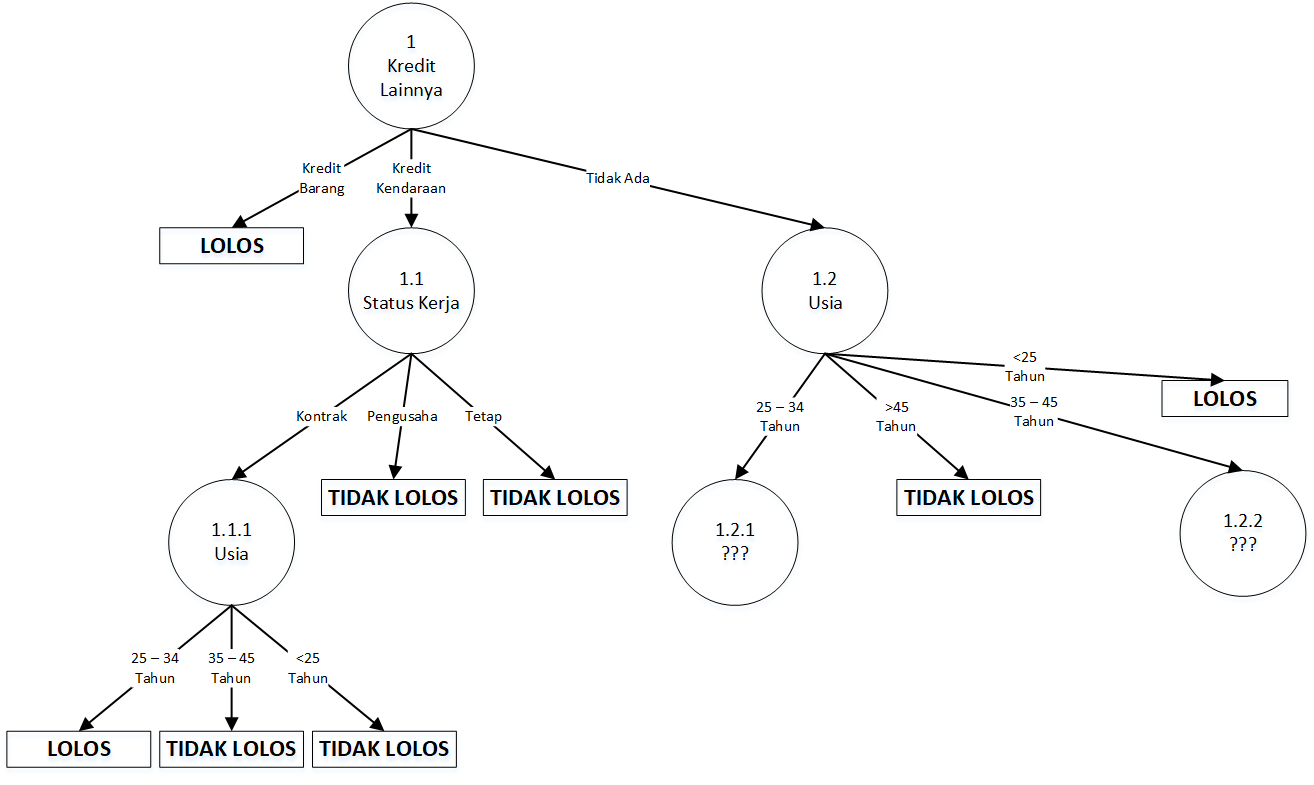 1
Kredit
Lainnya
Kredit
Barang
Kredit
Kendaraan
Tidak Ada
LOLOS
1.1
Status Kerja
1.2
Usia
Kontrak
Pengusaha
Tetap
25 – 34
Tahun
>45
Tahun
35 – 45
Tahun
<25
Tahun
LOLOS
1.1.1
Usia
TIDAK LOLOS
TIDAK LOLOS
1.2.1
???
TIDAK LOLOS
1.2.2
???
25 – 34
Tahun
35 – 45
Tahun
<25
Tahun
LOLOS
TIDAK LOLOS
TIDAK LOLOS